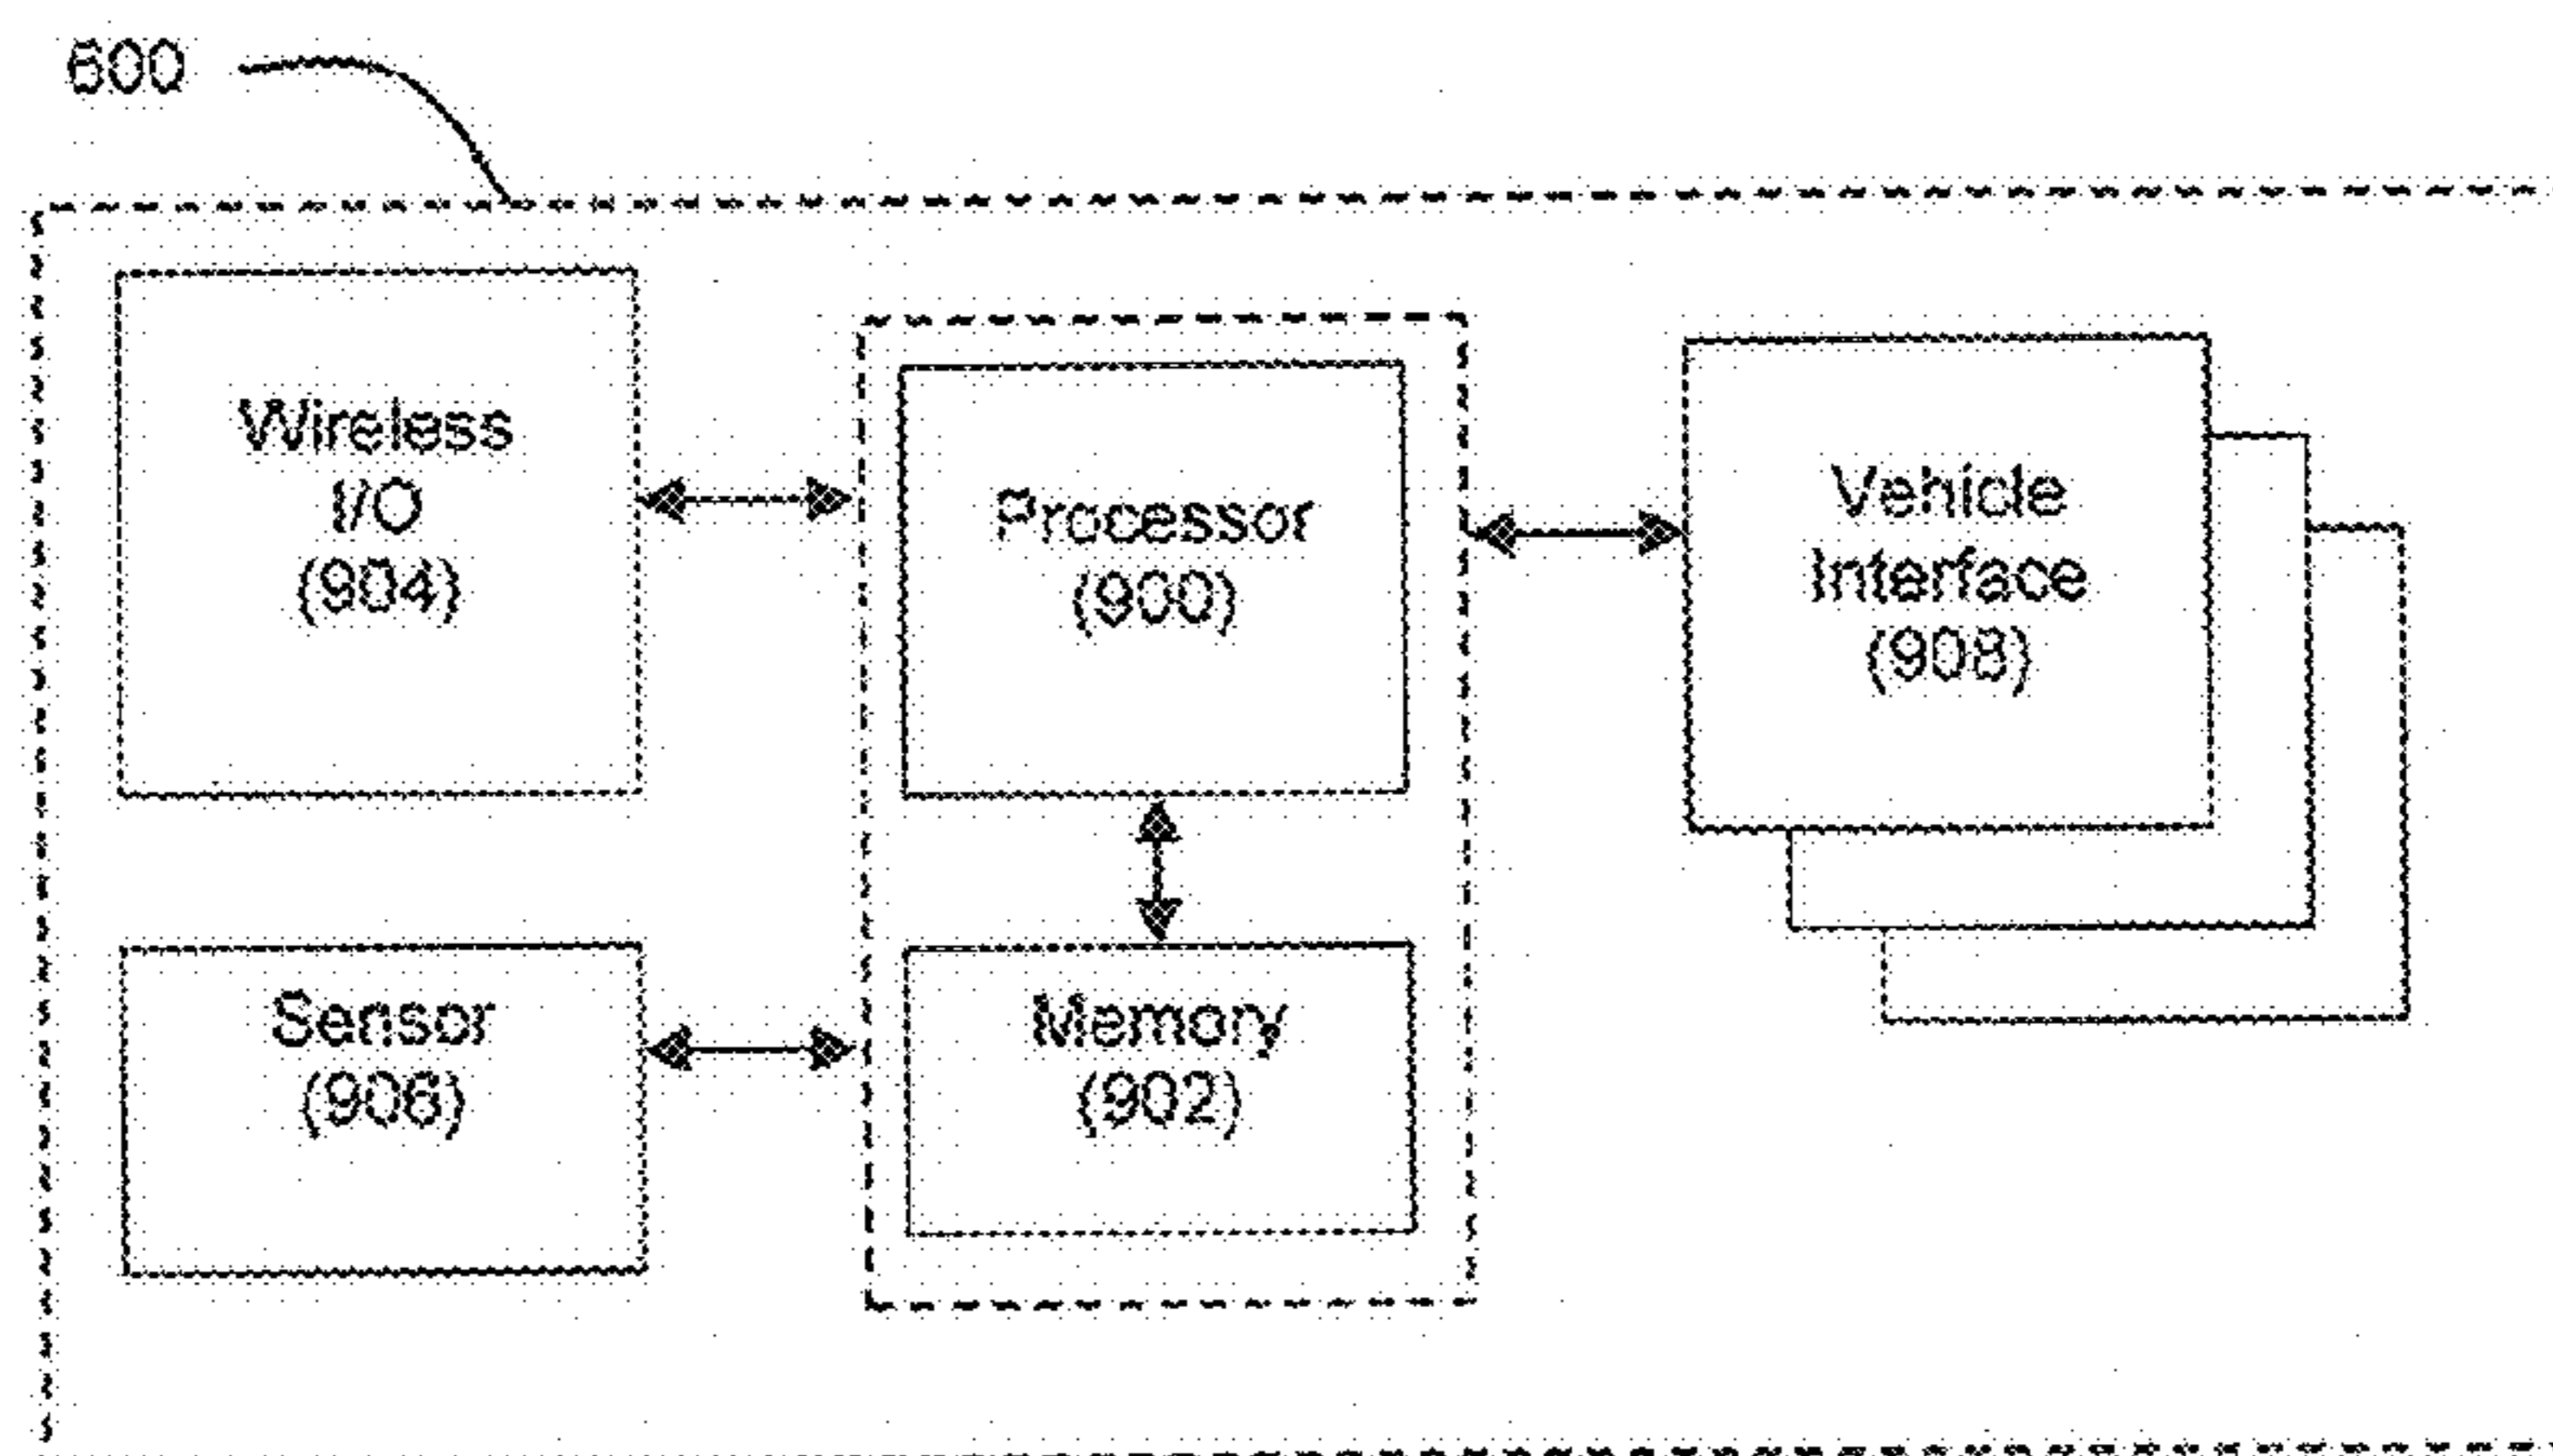 600
Wireless
I/O
(904)
Processor
(900)
Vehicle
Interface
(908)
Sensor
(906)
Memory
(902)